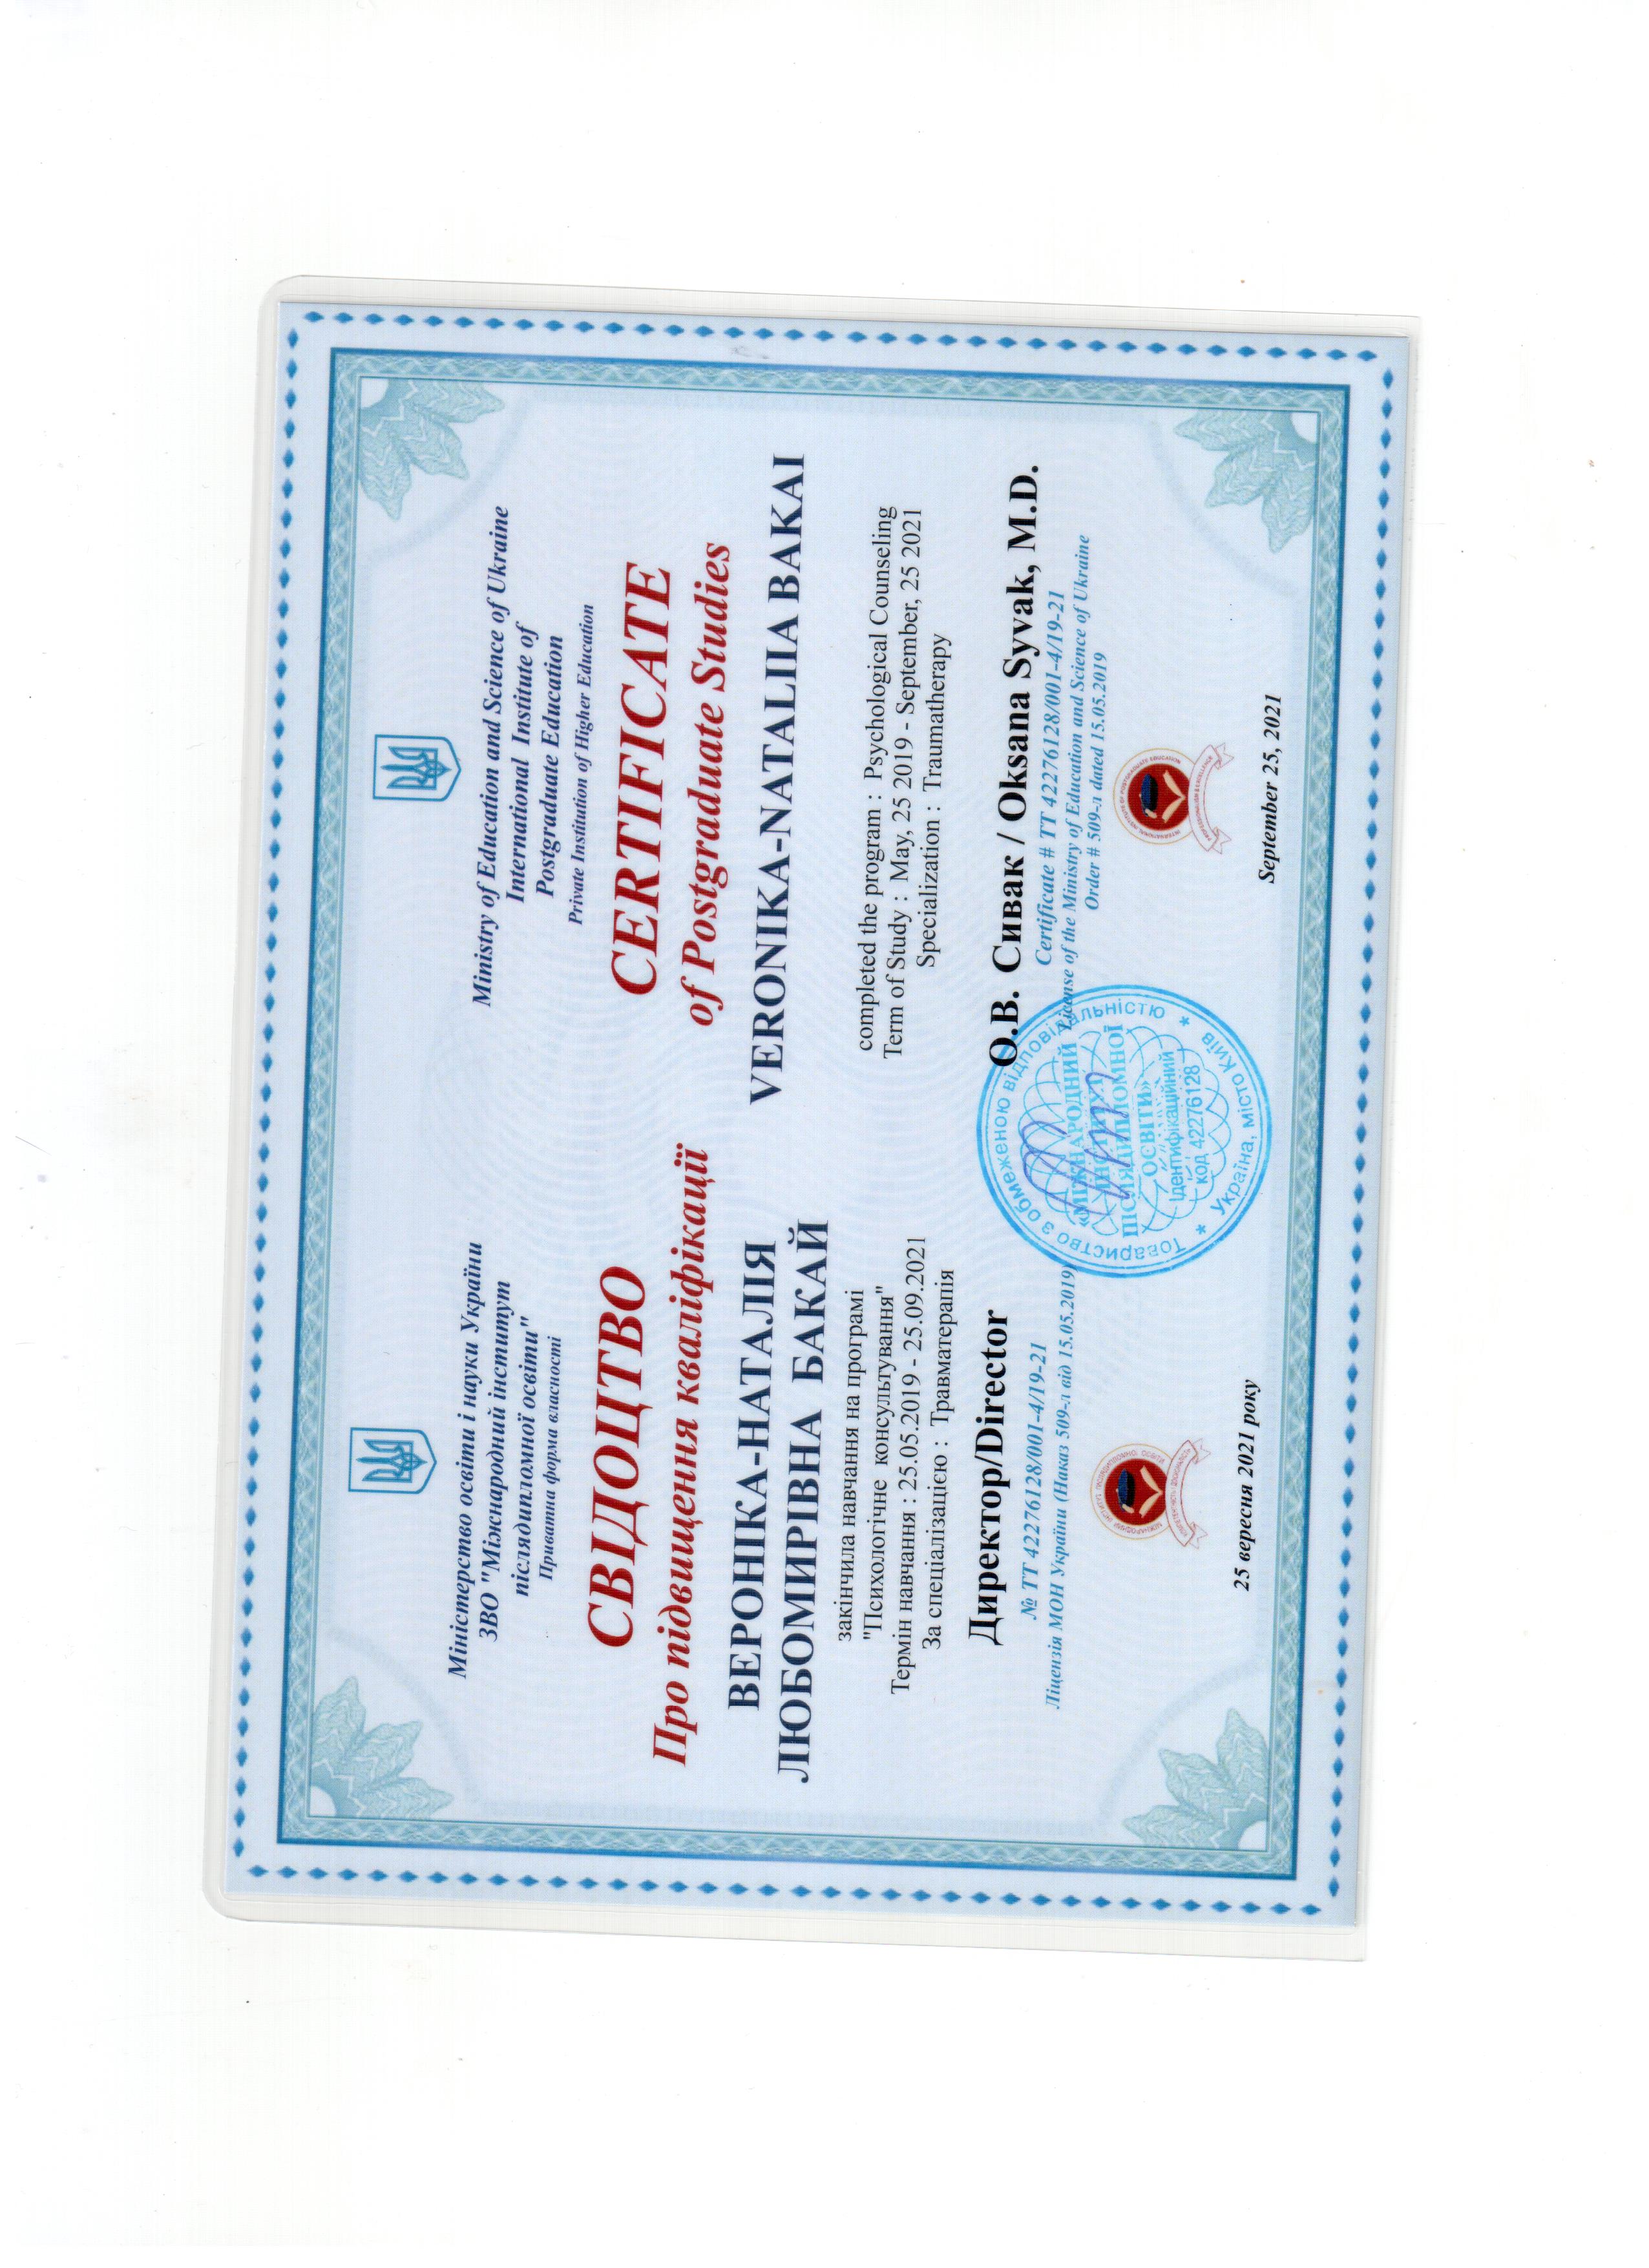 Міністерство освіти і науки України
ЗВО "Міжнародний інститут
післядипломної освіти"
Приватна форма власності
СВІДОЦТВО
Про підвищення кваліфікації
ВЕРОНІКА-НАТАЛІЯ
ЛЮБОМИРІВНА БАКАЙ
закінчила навчання на програмі
"Психологічне консультування"
Термін навчання : 25.05.2019 - 25.09.2021
За спеціалізацією : Травматерапія
Директор/Director
№ ТТ 42276128/001-4/19-21
Ліцензія МОН України (Наказ 509-л від 15.05.2019)
25 вересня 2021 року
Ministry of Education and Science of Ukraine
International Institute of
Postgraduate Education
Private Institution of Higher Education
CERTIFICATE
of Postgraduate Studies
VERONIKA-NATALIIA BAKAI
completed the program : Psychological Counseling
Term of Study : May, 25 2019 - September, 25 2021
Specialization : Traumatherapy
О.В. Сивак / Oksana Syvak, M.D.
Certificate # TT 42276128/001-4/19-21
License of the Ministry of Education and Science of Ukraine
Order # 509-л dated 15.05.2019
INTERNATIONAL INSTITUTE OF POSTGRADUATE EDUCATION
PROFESSIONALISM & EXCELLENCE
September 25, 2021
Товариство з обмеженою відповідальністю
«МІЖНАРОДНИЙ
ІНСТИТУТ
ПІСЛЯДИПЛОМНОЇ
ОСВІТИ»
Ідентифікаційний
код 42276128
* Україна, місто Київ *